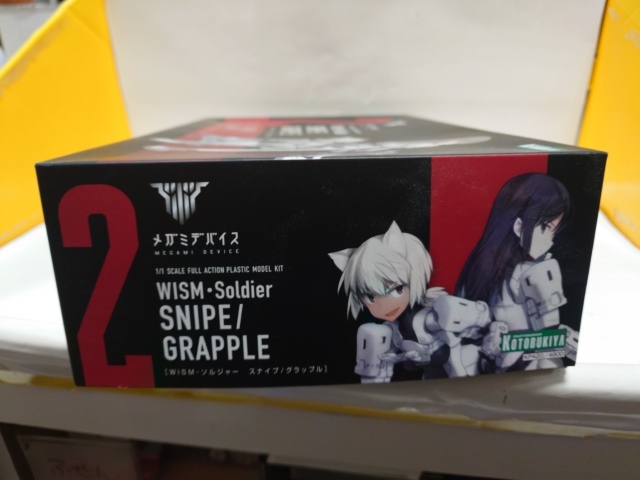 2
メガミデバイス
MEGAMI DEVICE
1/1 SCALE FULL ACTION PLASTIC MODEL KIT
WISM・Soldier
SNIPE/
GRAPPLE
[WISM・ソルジャー スナイプ/グラップル]
KOTOBUKIYA